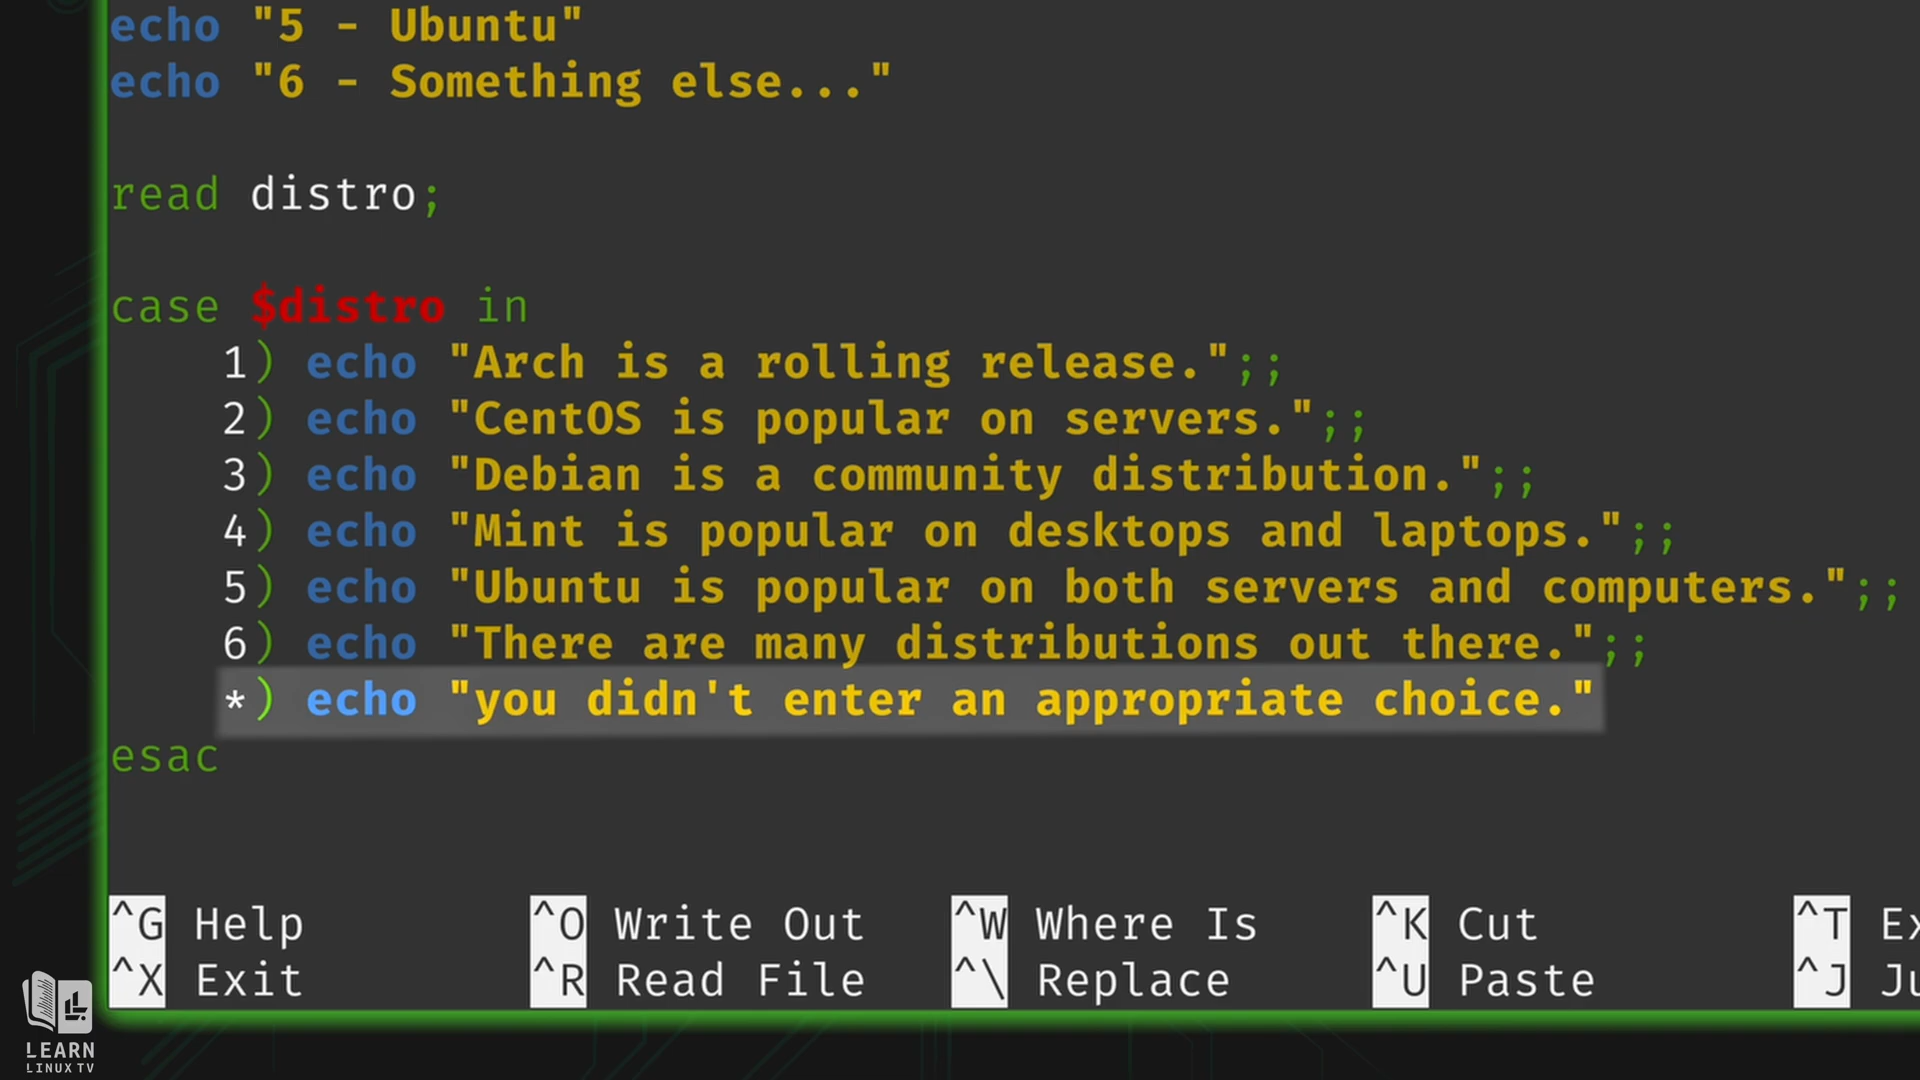 echo "5 - Ubuntu"
echo "6 - Something else..."
read distro;
case $distro in
1) echo "Arch is a rolling release.";;
2) echo "CentOS is popular on servers.";;
3) echo "Debian is a community distribution.";;
4) echo "Mint is popular on desktops and laptops.";;
5) echo "Ubuntu is popular on both servers and computers.";;
6) echo "There are many distributions out there.";;
*) echo "you didn't enter an appropriate choice."
esac
^G Help ^O Write Out ^W Where Is ^K Cut ^T Ex
^X Exit ^R Read File ^\ Replace ^U Paste ^J Ju
LEARN
LINUX TV